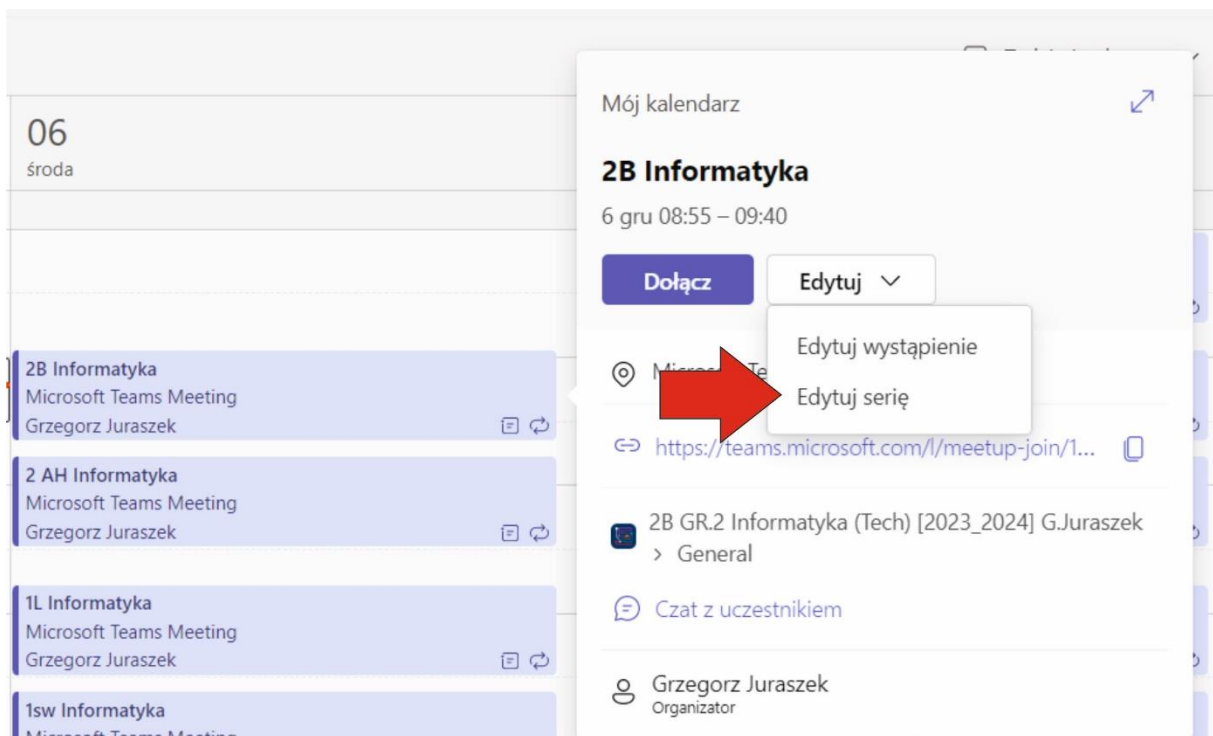 06
środa
2B Informatyka
Microsoft Teams Meeting
Grzegorz Juraszek
2 AH Informatyka
Microsoft Teams Meeting
Grzegorz Juraszek
1L Informatyka
Microsoft Teams Meeting
Grzegorz Juraszek
1sw Informatyka
Microsoft Teams Meeting
Mój kalendarz
2B Informatyka
6 gru 08:55 – 09:40
Dołącz
Edytuj
Edytuj wystąpienie
Edytuj serię
https://teams.microsoft.com/l/meetup-join/1...
2B GR.2 Informatyka (Tech) [2023_2024] G.Juraszek
> General
Czat z uczestnikiem
Grzegorz Juraszek
Organizator